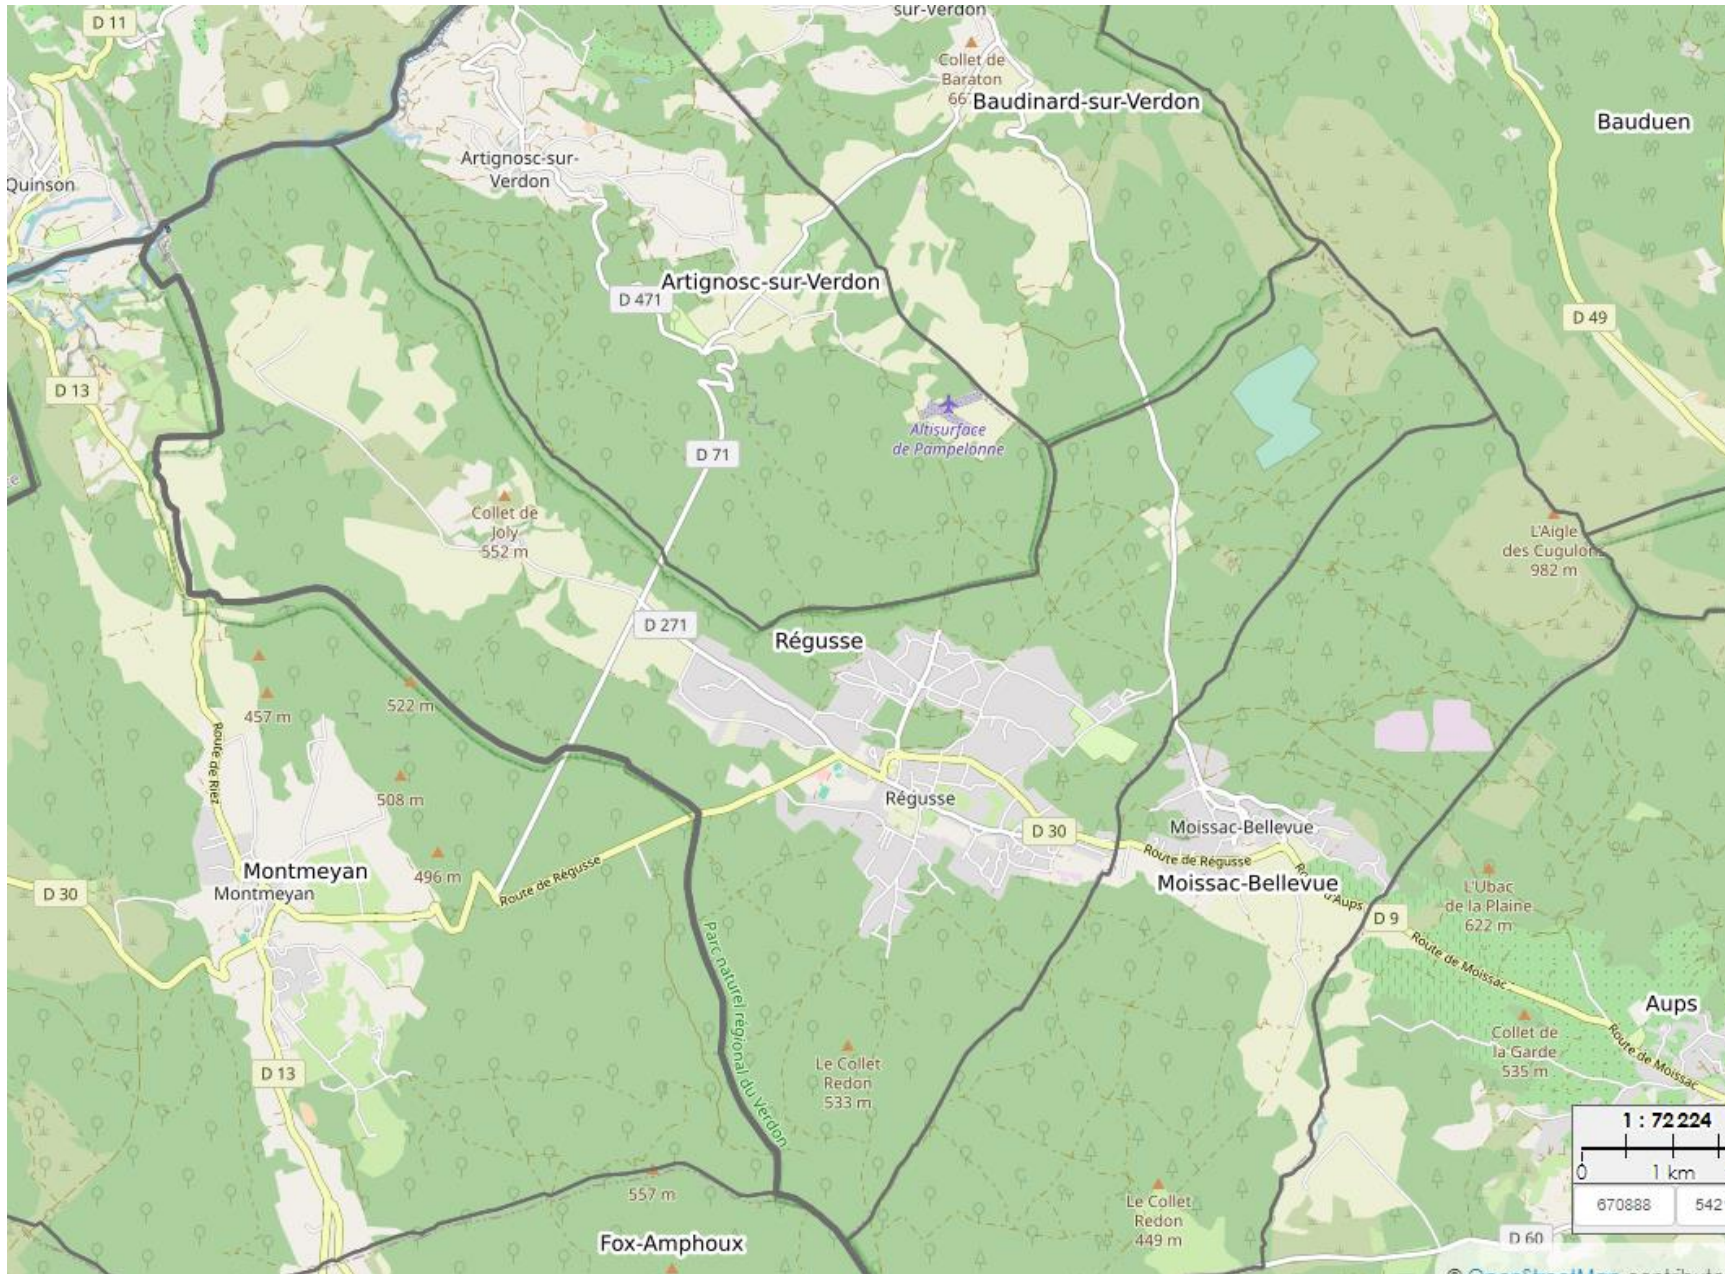 D 11
sur-Verdon
Collet de
Baraton
66
Baudinard-sur-Verdon
Bauduen
Artignosc-sur-
Verdon
Quinson
Artignosc-sur-Verdon
D 471
D 49
D 13
Altisurface
de Pampelonne
D 71
Collet de
Joly
552 m
L'Aigle
des Cugulons
982 m
D 271
Régusse
522 m
457 m
Route de Riez
508 m
Régusse
D 30
Moissac-Bellevue
Route de Régusse
Moissac-Bellevue
d'Aups
Montmeyan
Montmeyan
496 m
Route de Régusse
D 30
L'Ubac
de la Plaine
622 m
D 9
Route de Moissac
Parc naturel régional du Verdon
Aups
Collet de
la Garde
535 m
Route de Moissac
Le Collet
Redon
533 m
D 13
1 : 72 224
0
1 km
670888
542
557 m
Le Collet
Redon
449 m
Fox-Amphoux
D 60